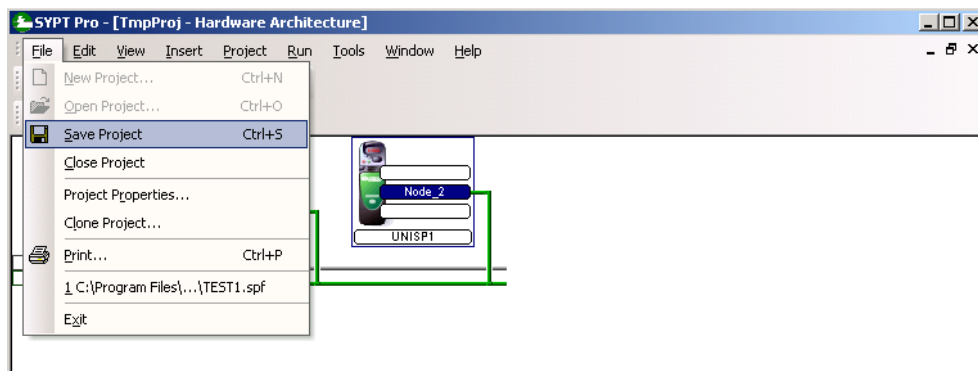 SYPT Pro - [TmpProj - Hardware Architecture]
File Edit View Insert Project Run Tools Window Help
New Project... Ctrl+N
Open Project... Ctrl+O
Save Project Ctrl+S
Close Project
Project Properties...
Clone Project...
Print... Ctrl+P
1 C:\Program Files\...\TEST1.spf
Exit
Node_2
UNISP1